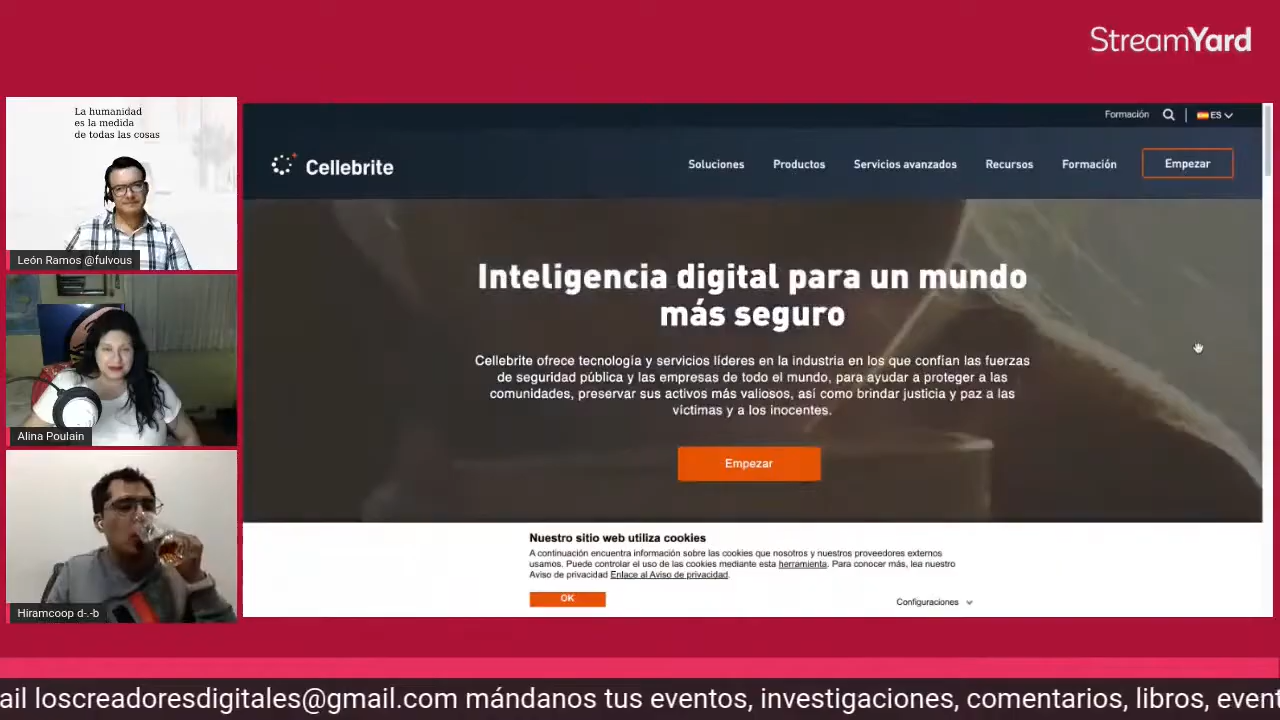 StreamYard
La humanidad
es la medida
de todas las cosas
León Ramos @fulvous
Alina Poulain
Hiramcoop d-.-b
Formación
ES
Cellebrite
Soluciones
Productos
Servicios avanzados
Recursos
Formación
Empezar
Inteligencia digital para un mundo
más seguro
Cellebrite ofrece tecnología y servicios líderes en la industria en los que confían las fuerzas
de seguridad pública y las empresas de todo el mundo, para ayudar a proteger a las
comunidades, preservar sus activos más valiosos, así como brindar justicia y paz a las
víctimas y a los inocentes.
Empezar
Nuestro sitio web utiliza cookies
A continuación encuentra información sobre las cookies que nosotros y nuestros proveedores externos
usamos. Puede controlar el uso de las cookies mediante esta herramienta. Para conocer más, lea nuestro
Aviso de privacidad Enlace al Aviso de privacidad.
OK
Configuraciones
ail loscreadoresdigitales@gmail.com mándanos tus eventos, investigaciones, comentarios, libros, event